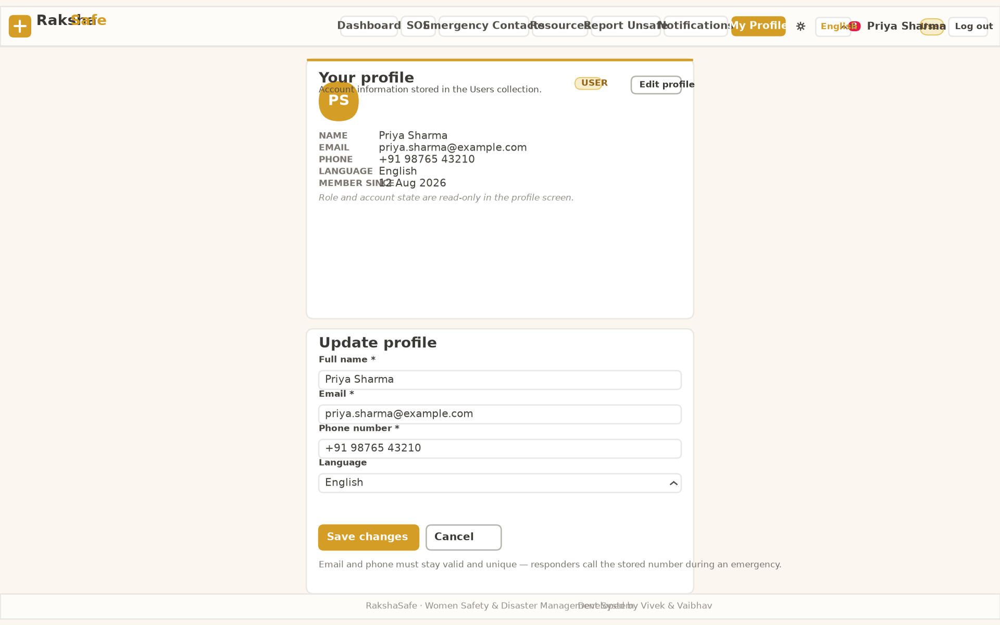 RakshaSafe
Dashboard SOS Emergency Contacts Resources Report Unsafe Notifications My Profile English 3 Priya Sharma User Log out
Your profile
Account information stored in the Users collection.
USER
Edit profile
PS
NAME Priya Sharma
EMAIL priya.sharma@example.com
PHONE +91 98765 43210
LANGUAGE English
MEMBER SINCE 12 Aug 2026
Role and account state are read-only in the profile screen.
Update profile
Full name *
Priya Sharma
Email *
priya.sharma@example.com
Phone number *
+91 98765 43210
Language
English
Save changes Cancel
Email and phone must stay valid and unique — responders call the stored number during an emergency.
RakshaSafe · Women Safety & Disaster Management System Developed by Vivek & Vaibhav